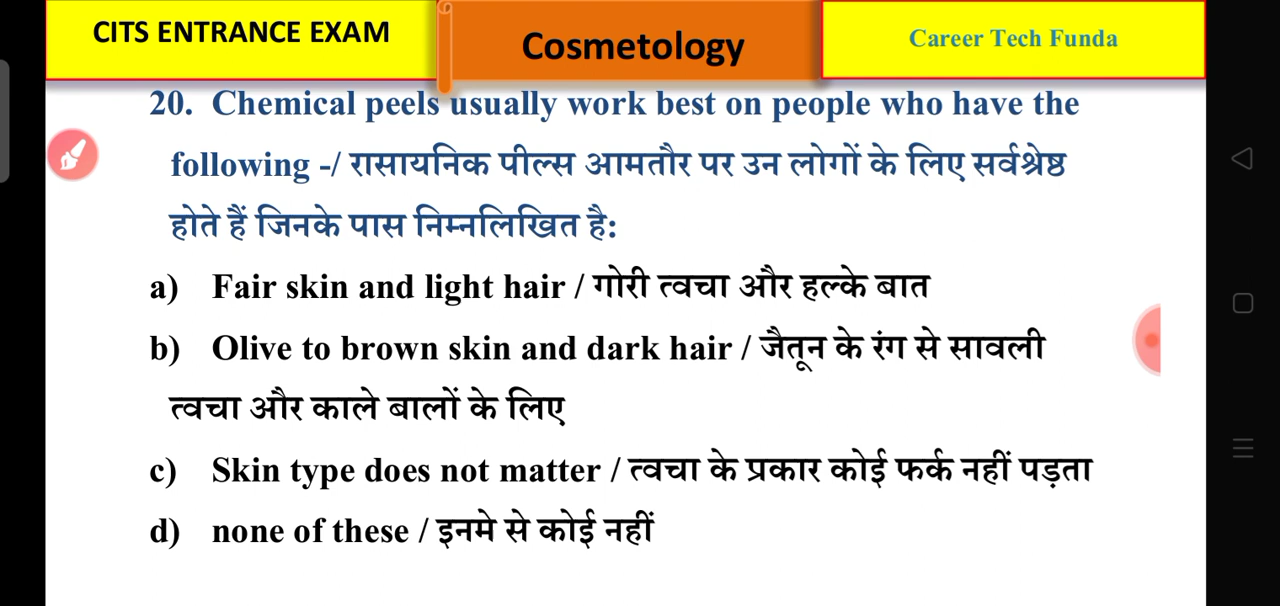 CITS ENTRANCE EXAM
Cosmetology
Career Tech Funda
20. Chemical peels usually work best on people who have the
following -/ रासायनिक पील्स आमतौर पर उन लोगों के लिए सर्वश्रेष्ठ
होते हैं जिनके पास निम्नलिखित है:
a) Fair skin and light hair / गोरी त्वचा और हल्के बात
b) Olive to brown skin and dark hair / जैतून के रंग से सावली
त्वचा और काले बालों के लिए
c) Skin type does not matter / त्वचा के प्रकार कोई फर्क नहीं पड़ता
d) none of these / इनमे से कोई नहीं